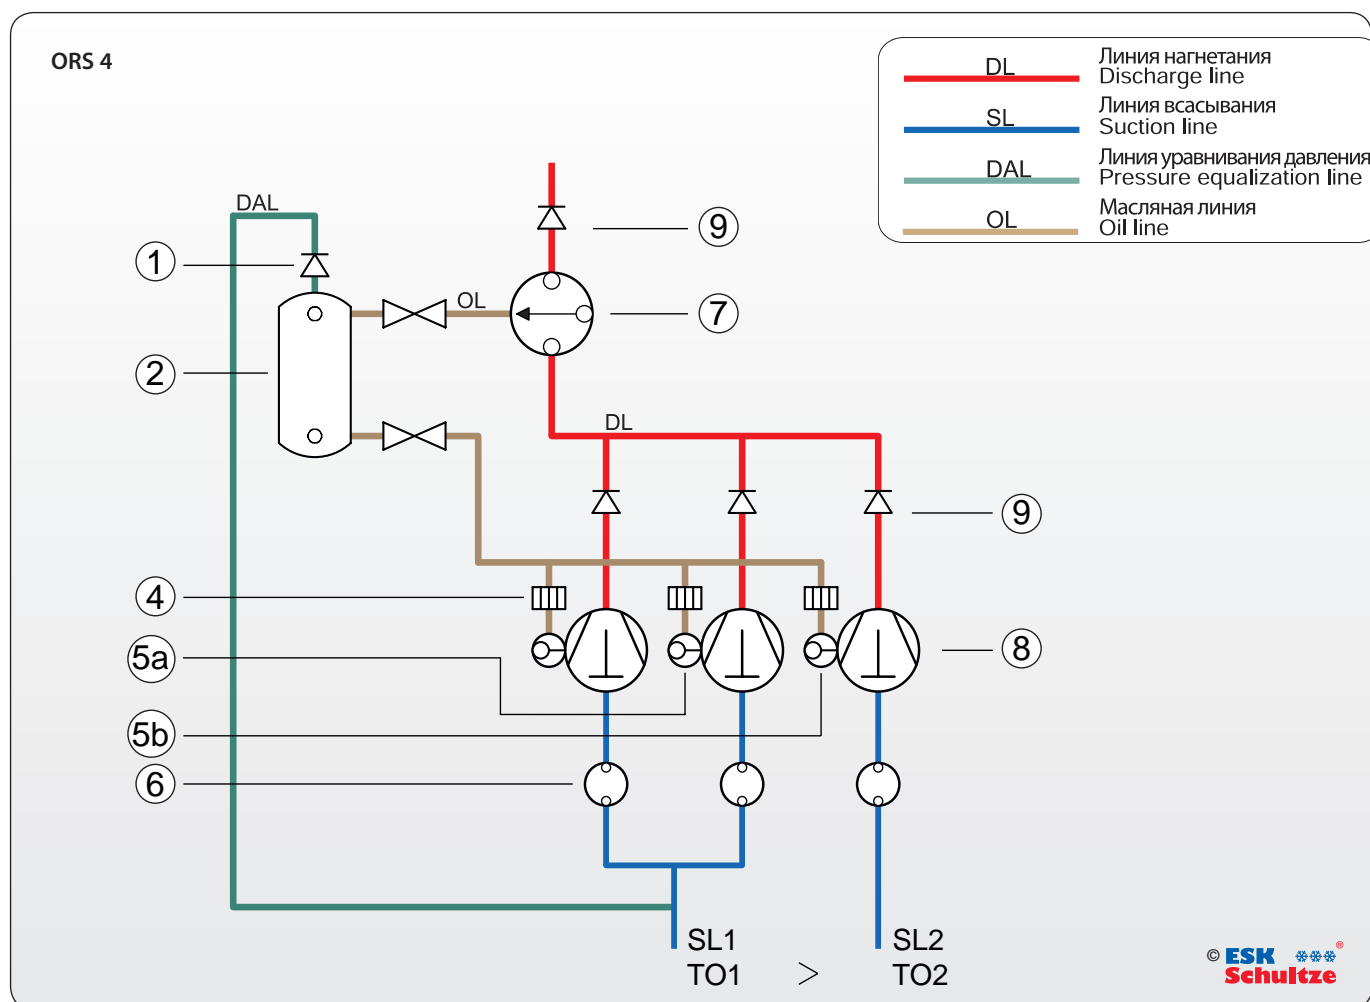 ORS 4
DL
Линия нагнетания
Discharge line
SL
Линия всасывания
Suction line
DAL
Линия уравнивания давления
Pressure equalization line
OL
Масляная линия
Oil line
DAL
9
1
OL
7
2
DL
9
4
5a
8
5b
6
SL1
SL2
TO1 > TO2
© ESK ®
Schultze